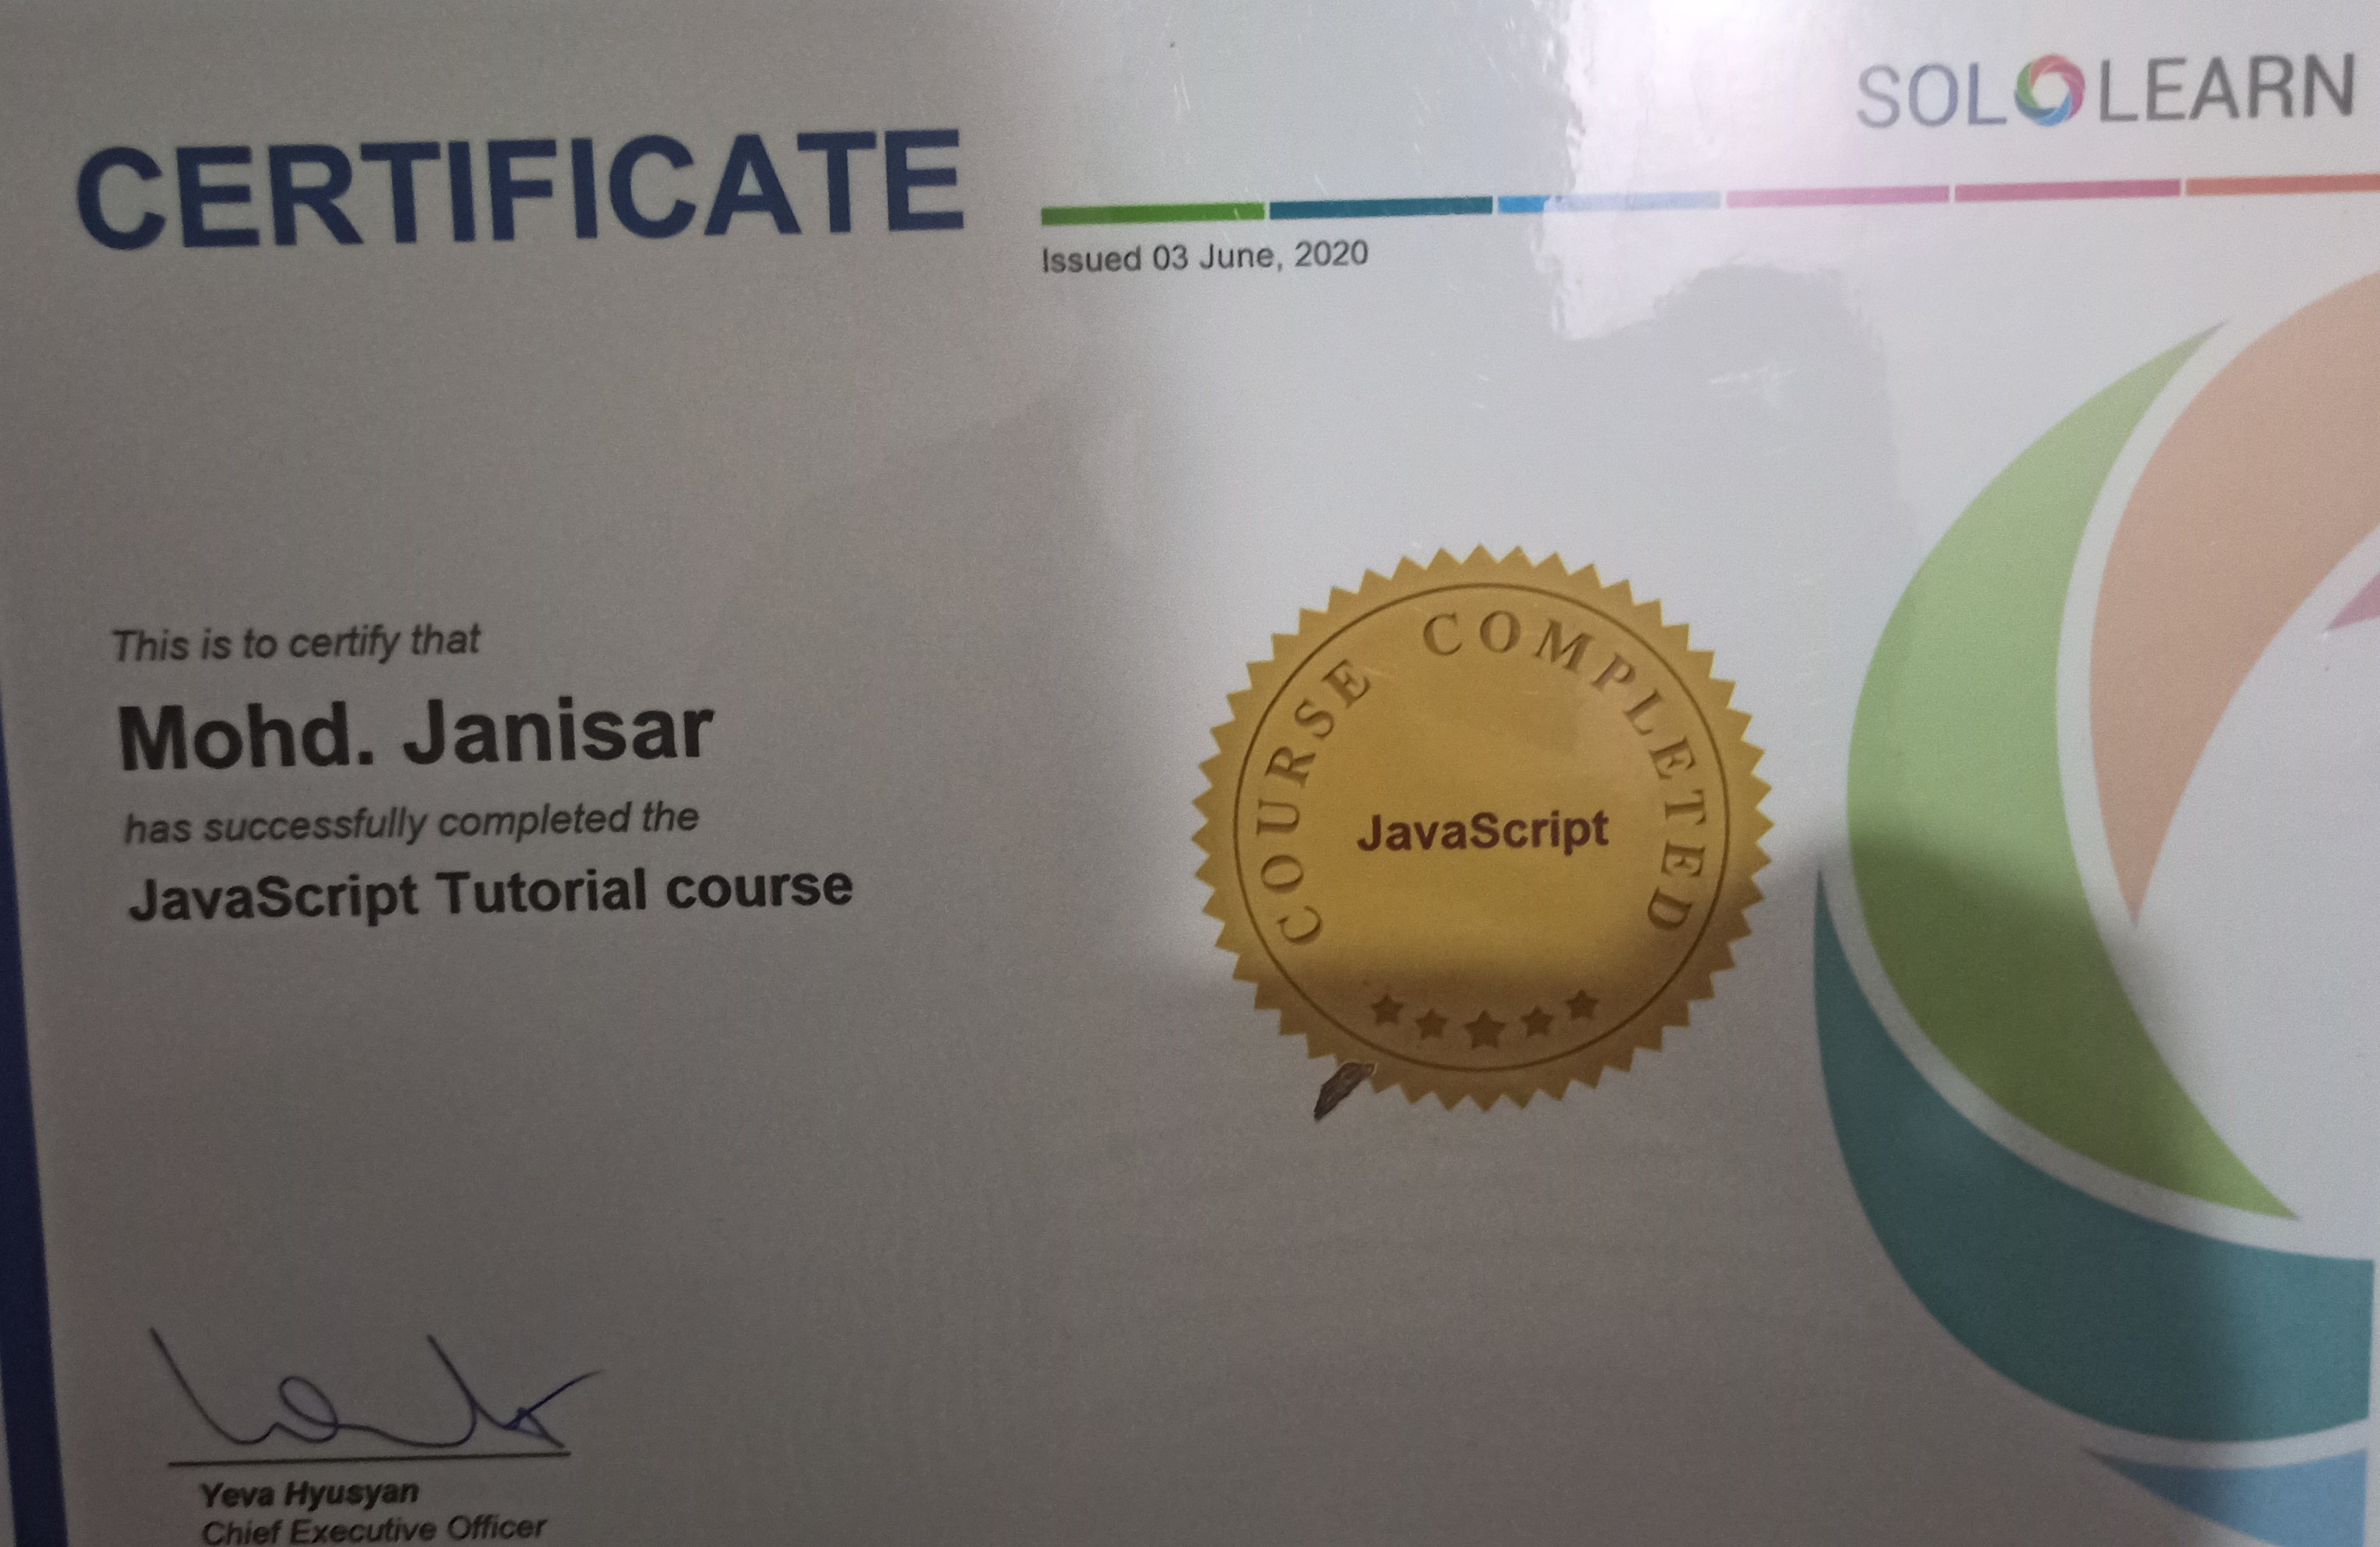 SOLOLEARN
CERTIFICATE
Issued 03 June, 2020
This is to certify that
Mohd. Janisar
has successfully completed the
JavaScript Tutorial course
COURSE COMPLETED
JavaScript
Yeva Hyusyan
Chief Executive Officer